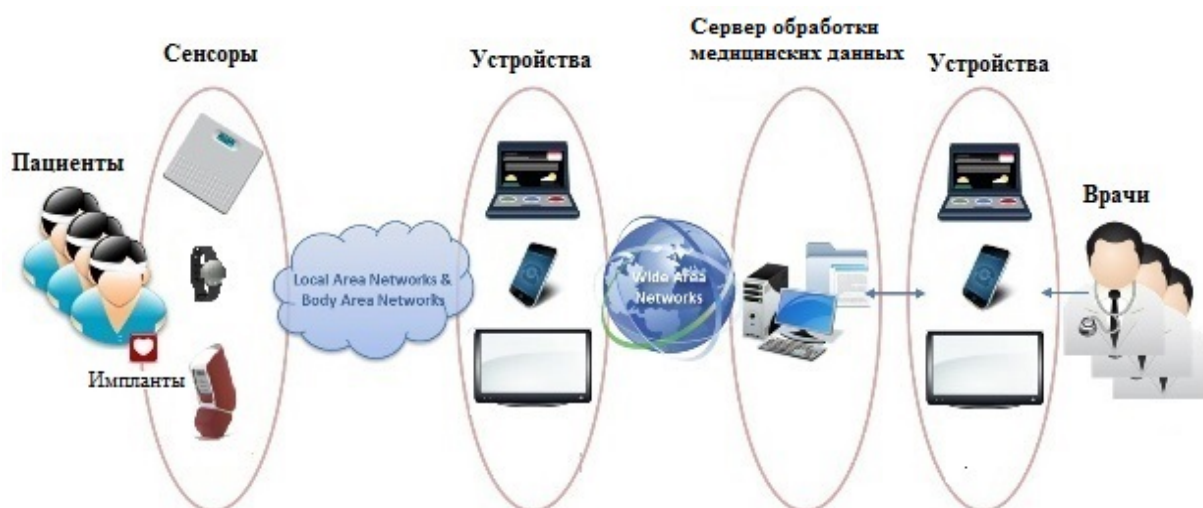 Пациенты
Импланты
Сенсоры
Local Area Networks &
Body Area Networks
Устройства
Wide Area
Networks
Сервер обработки
медицинских данных
Устройства
Врачи